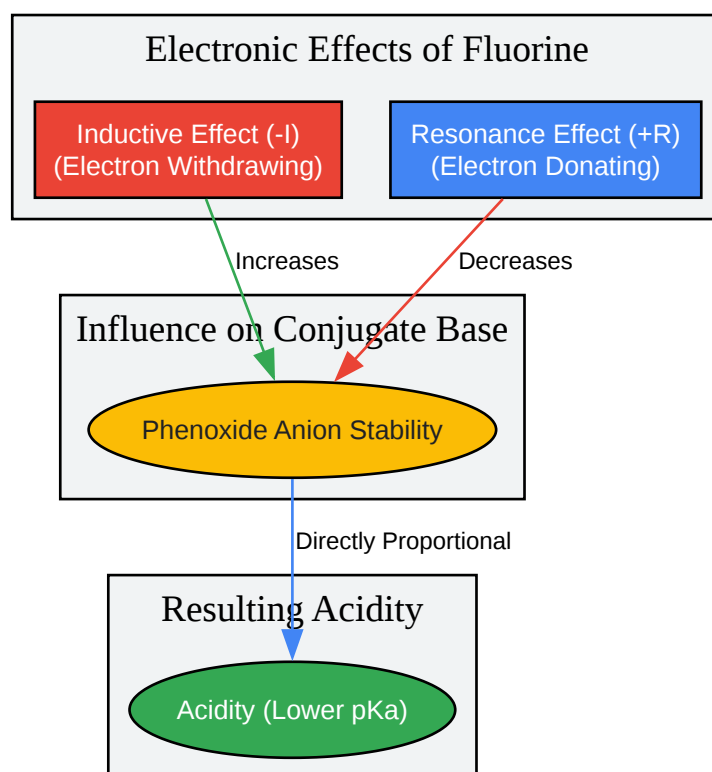 Electronic Effects of Fluorine
Inductive Effect (-I)
(Electron Withdrawing)
Resonance Effect (+R)
(Electron Donating)
Increases
Decreases
Influence on Conjugate Base
Phenoxide Anion Stability
Directly Proportional
Resulting Acidity
Acidity (Lower pKa)